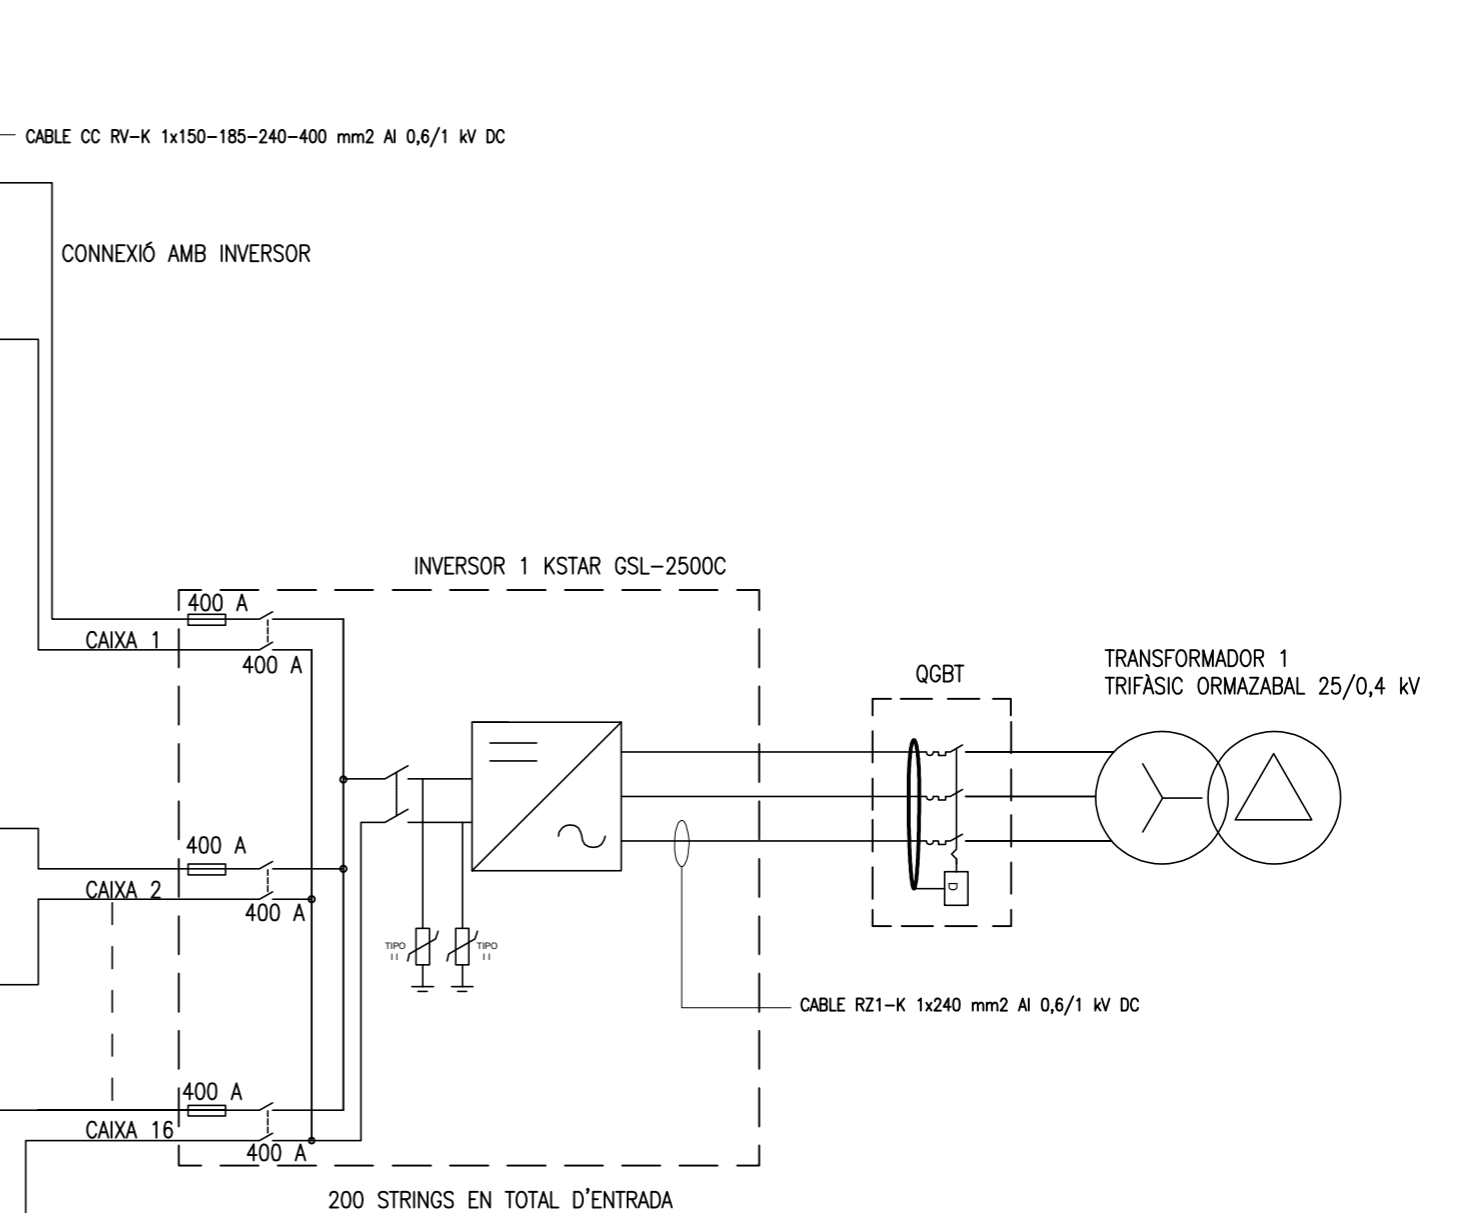 CABLE CC RV-K 1x150-185-240-400 mm2 Al 0,6/1 kV DC
CONNEXIÓ AMB INVERSOR
INVERSOR 1 KSTAR GSL-2500C
400 A
CAIXA 1
400 A
QGBT
TRANSFORMADOR 1
TRIFÀSIC ORMAZABAL 25/0,4 kV
400 A
CAIXA 2
400 A
D
TIPO
II
TIPO
II
CABLE RZ1-K 1x240 mm2 Al 0,6/1 kV DC
400 A
CAIXA 16
400 A
200 STRINGS EN TOTAL D'ENTRADA